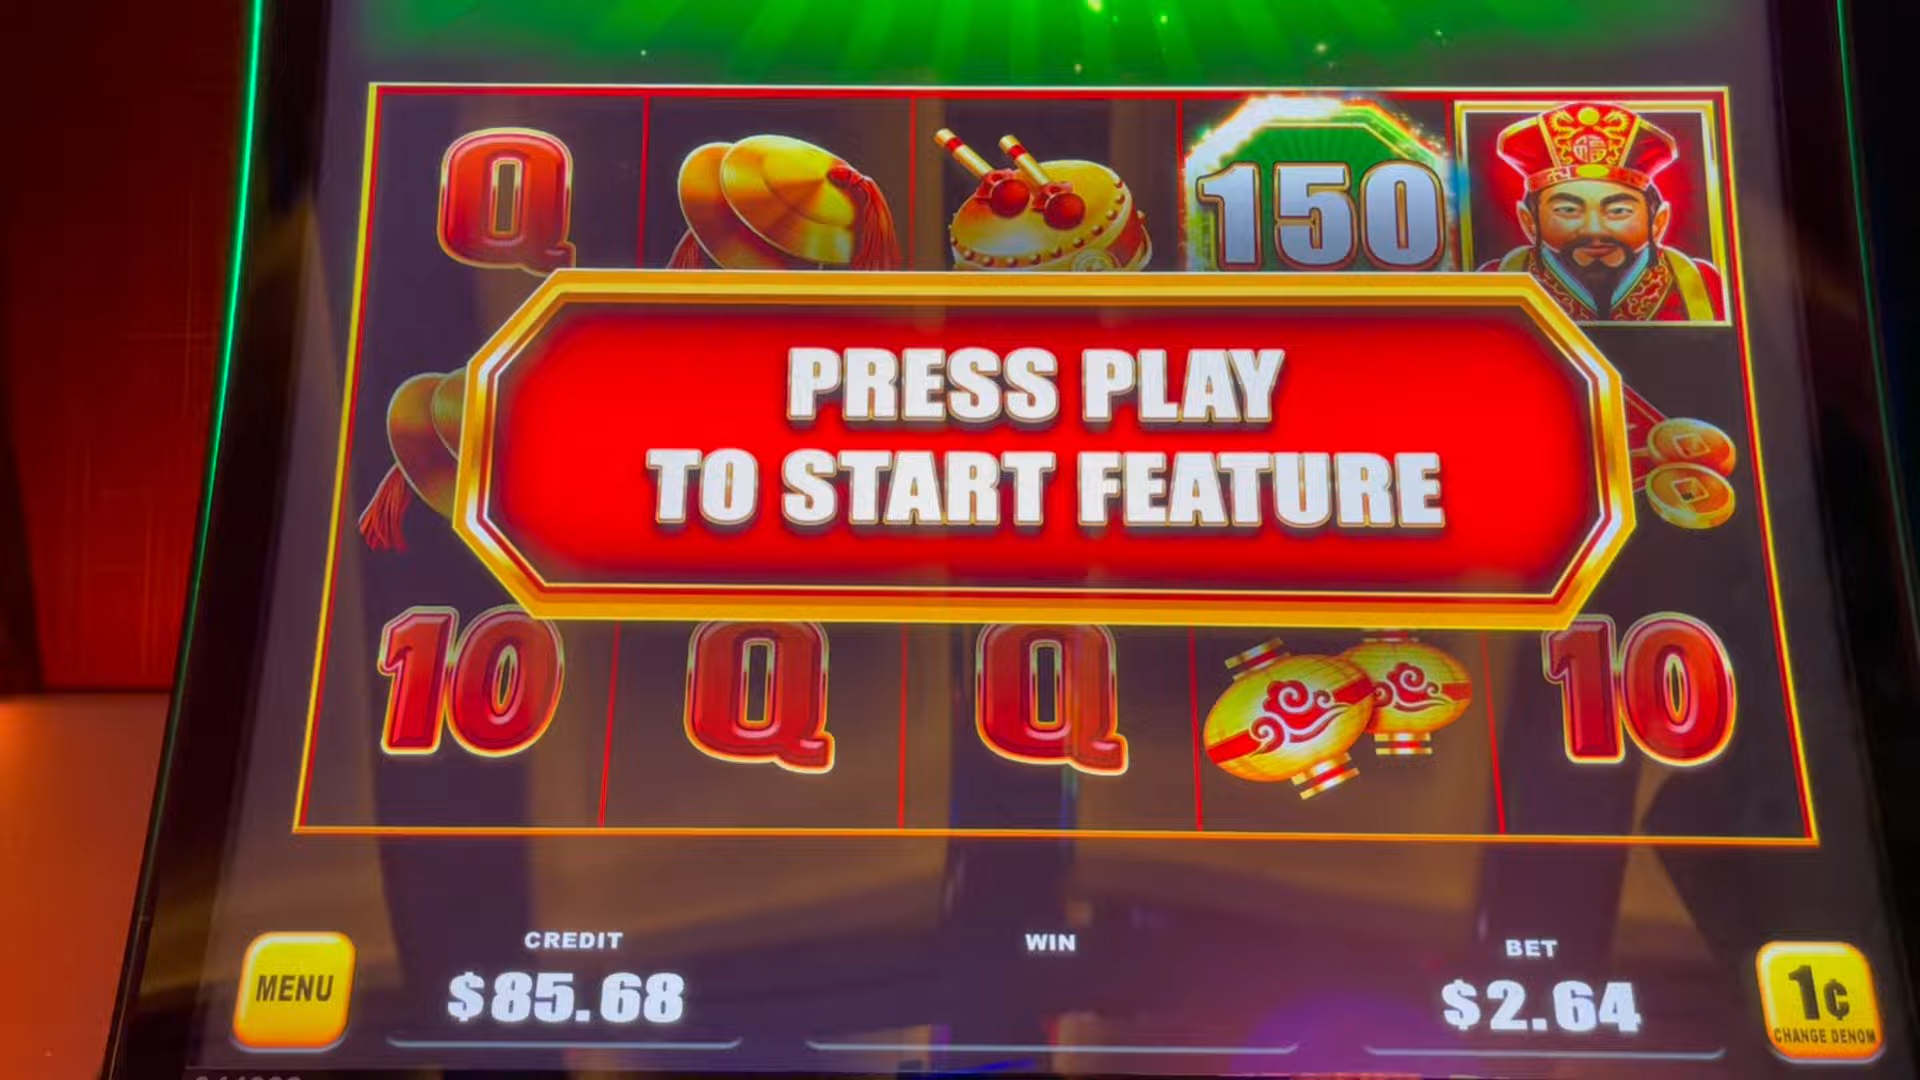 Q
150
PRESS PLAY
TO START FEATURE
10 Q Q 10
MENU
CREDIT
$85.68
WIN
BET
$2.64
1¢
CHANGE DENOM